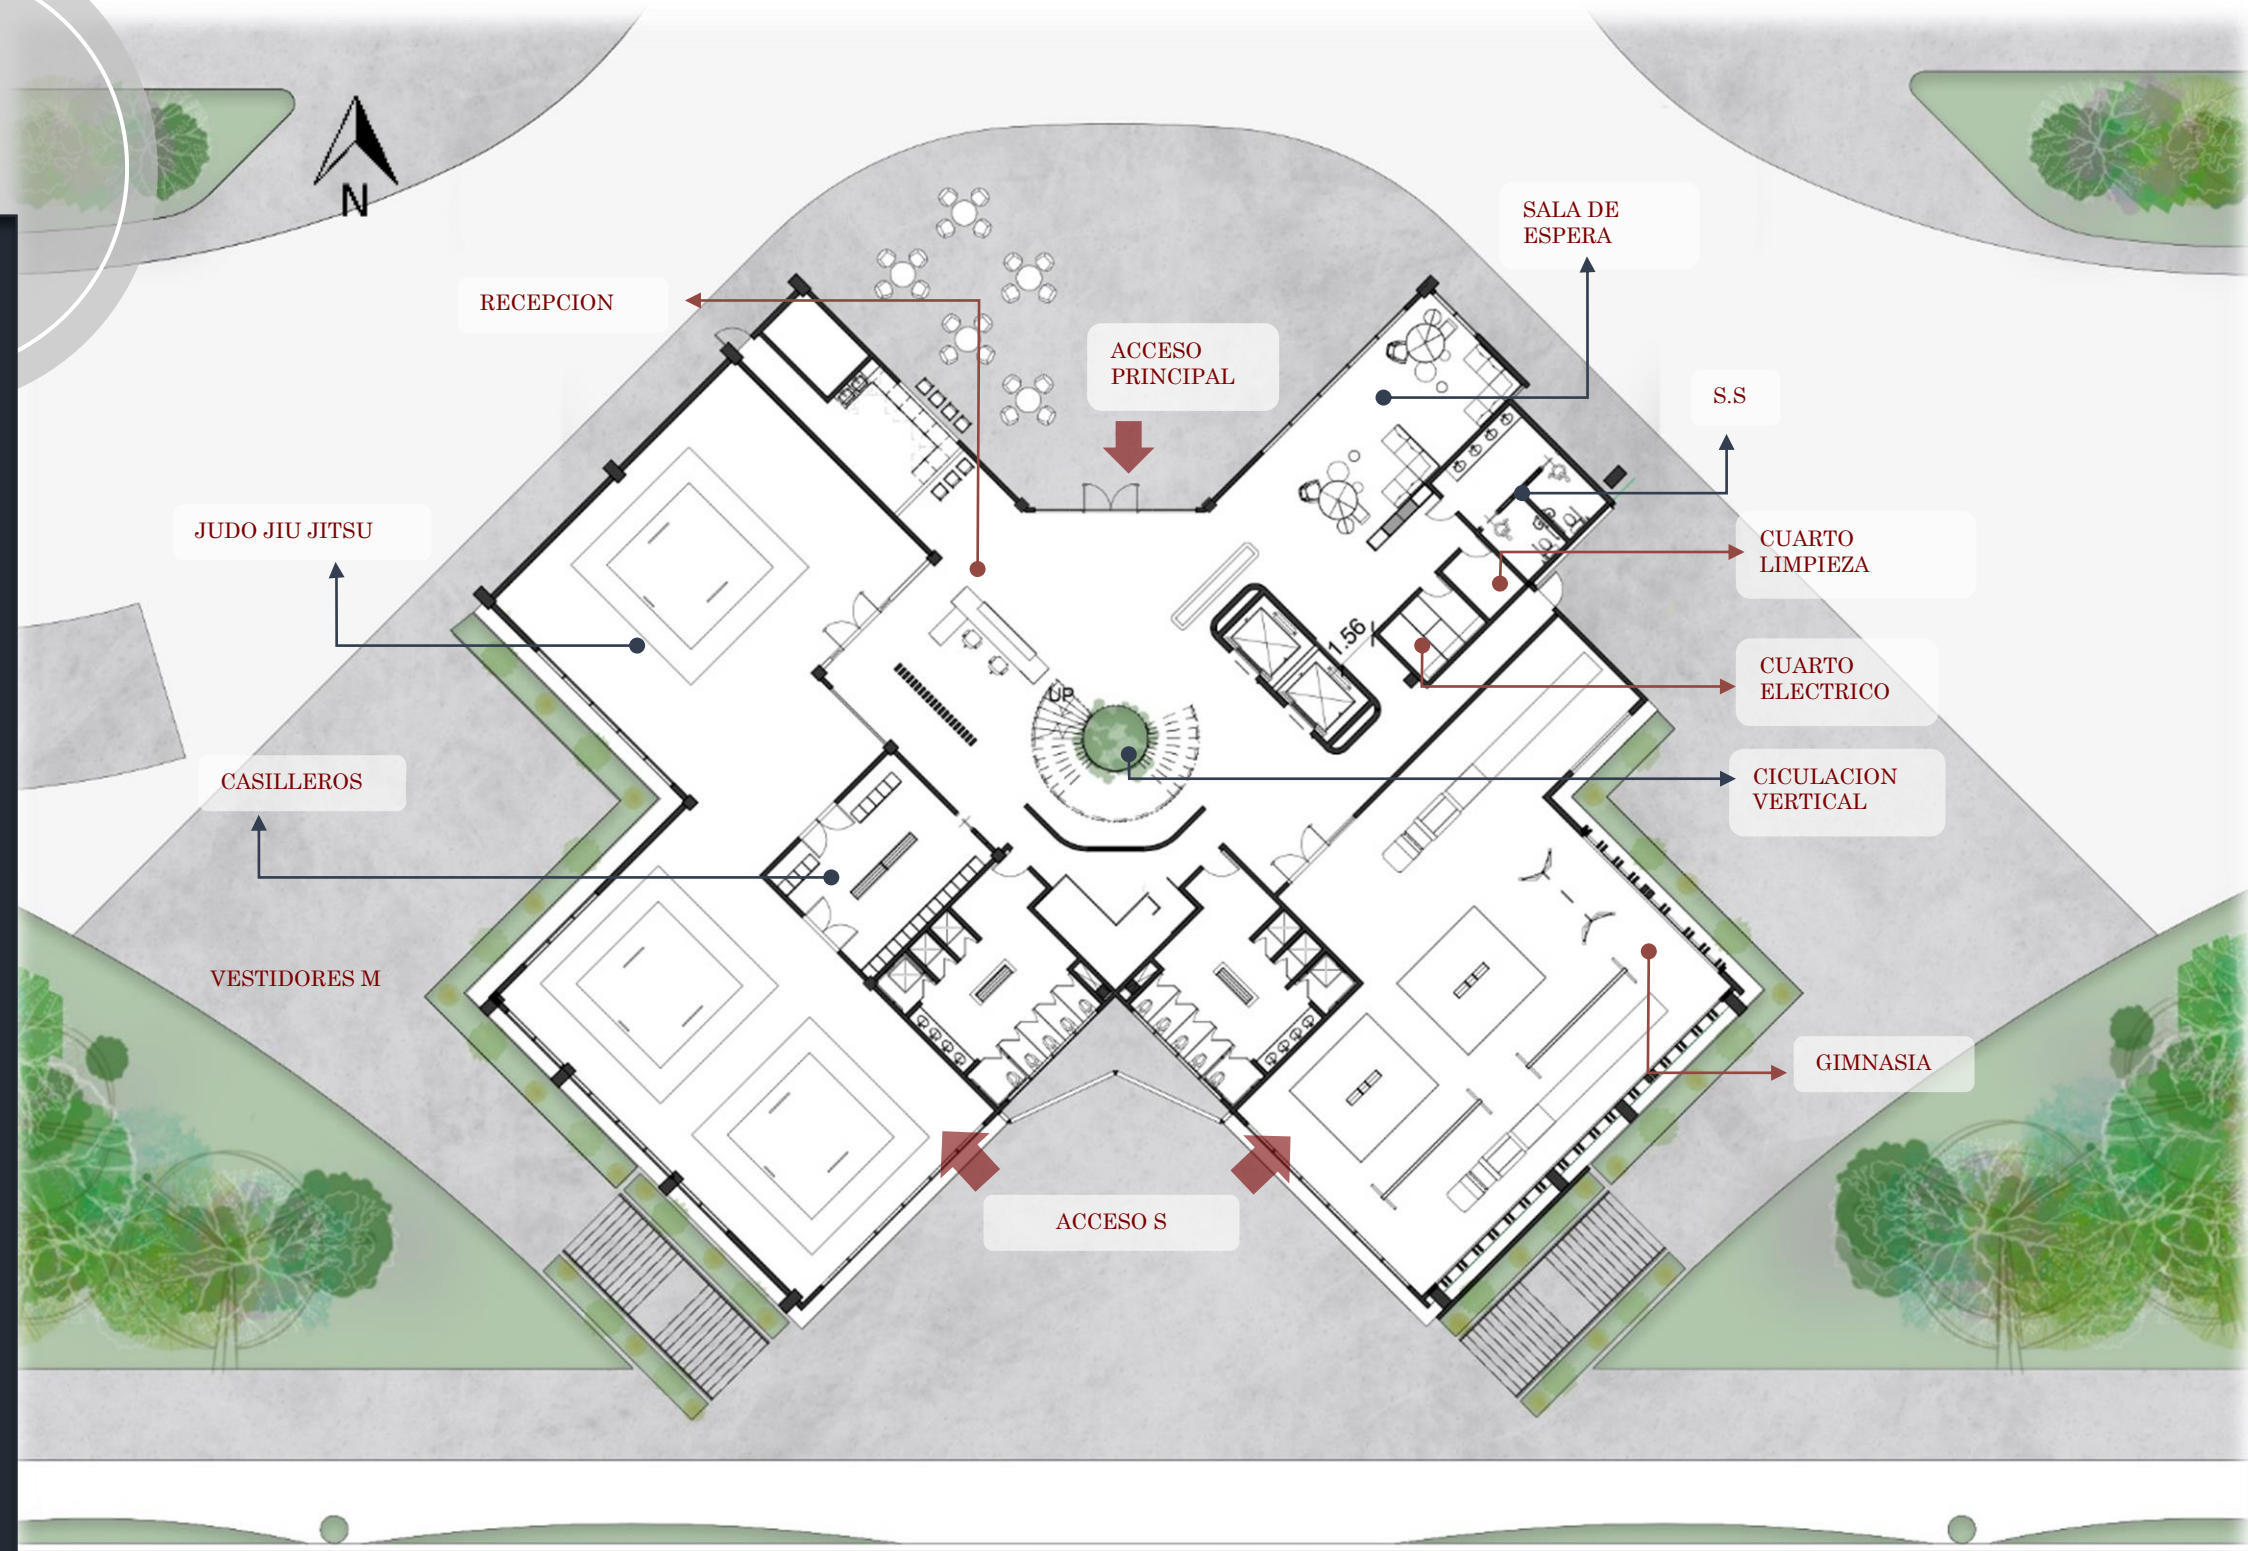 N
SALA DE
ESPERA
RECEPCION
ACCESO
PRINCIPAL
S.S
JUDO JIU JITSU
CUARTO
LIMPIEZA
1.56
CUARTO
ELECTRICO
UP
CASILLEROS
CICULACION
VERTICAL
VESTIDORES M
GIMNASIA
ACCESO S